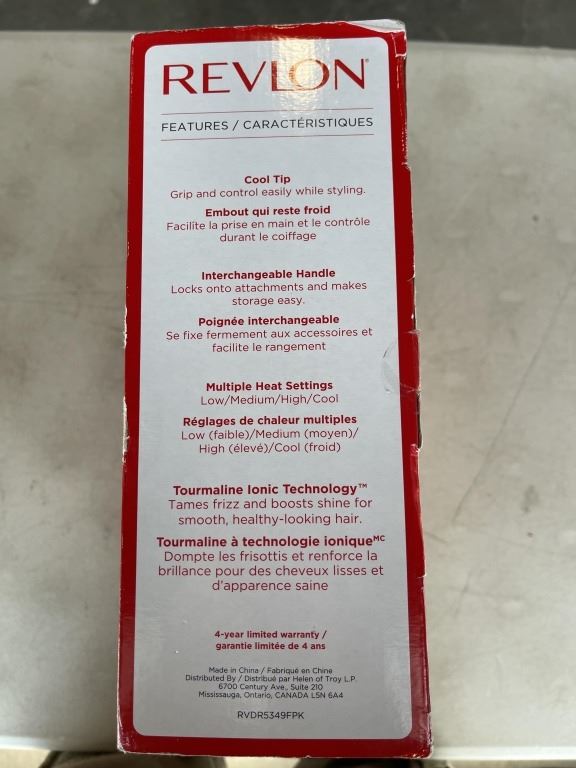 REVLON®
FEATURES / CARACTÉRISTIQUES
Cool Tip
Grip and control easily while styling.
Embout qui reste froid
Facilite la prise en main et le contrôle
durant le coiffage
Interchangeable Handle
Locks onto attachments and makes
storage easy.
Poignée interchangeable
Se fixe fermement aux accessoires et
facilite le rangement
Multiple Heat Settings
Low/Medium/High/Cool
Réglages de chaleur multiples
Low (faible)/Medium (moyen)/
High (élevé)/Cool (froid)
Tourmaline Ionic Technology™
Tames frizz and boosts shine for
smooth, healthy-looking hair.
Tourmaline à technologie ioniqueMC
Dompte les frisottis et renforce la
brillance pour des cheveux lisses et
d'apparence saine
4-year limited warranty /
garantie limitée de 4 ans
Made in China / Fabriqué en Chine
Distributed By / Distribué par Helen of Troy L.P.
6700 Century Ave., Suite 210
Mississauga, Ontario, CANADA L5N 6A4
RVDR5349FPK